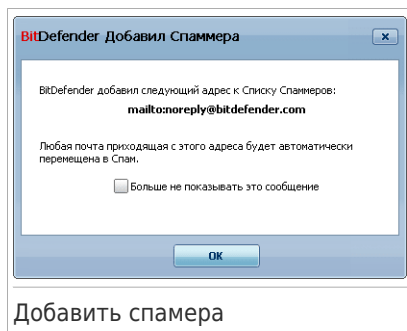 BitDefender Добавил Спаммера
BitDefender добавил следующий адрес к Списку Спаммеров:
mailto:noreply@bitdefender.com
Любая почта приходящая с этого адреса будет автоматически
перемещена в Спам.
Больше не показывать это сообщение
OK
Добавить спамера